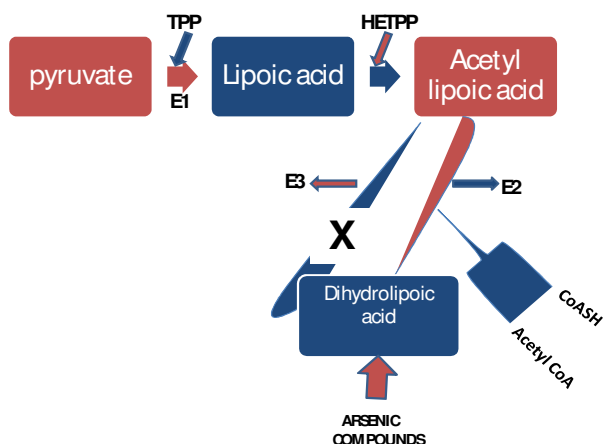 TPP
HETPP
pyruvate
E1
Lipoic acid
Acetyl
lipoic acid
E3
E2
X
Dihydrolipoic
acid
CoASH
Acetyl CoA
ARSENIC
COMPOUNDS